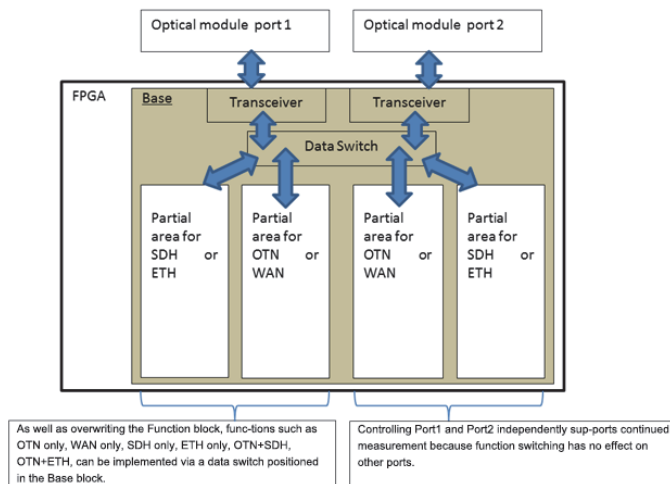 Optical module port 1
Optical module port 2
FPGA
Base
Transceiver
Transceiver
Data Switch
Partial
area for
SDH or
ETH
Partial
area for
OTN or
WAN
Partial
area for
OTN or
WAN
Partial
area for
SDH or
ETH
As well as overwriting the Function block, func-tions such as
OTN only, WAN only, SDH only, ETH only, OTN+SDH,
OTN+ETH, can be implemented via a data switch positioned
in the Base block.
Controlling Port1 and Port2 independently sup-ports continued
measurement because function switching has no effect on
other ports.